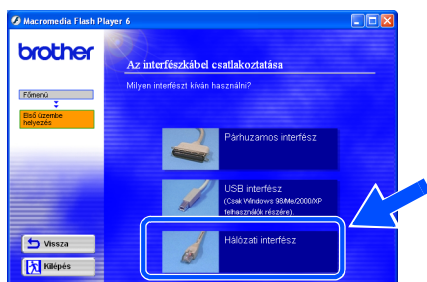 Macromedia Flash Player 6
brother
Az interfészkábel csatlakoztatása
Milyen interfészt kíván használni?
Főmenü
Első üzembe
helyezés
Párhuzamos interfész
USB interfész
(Csak Windows 98/Me/2000/XP
felhasználók részére).
Hálózati interfész
Vissza
Kilépés